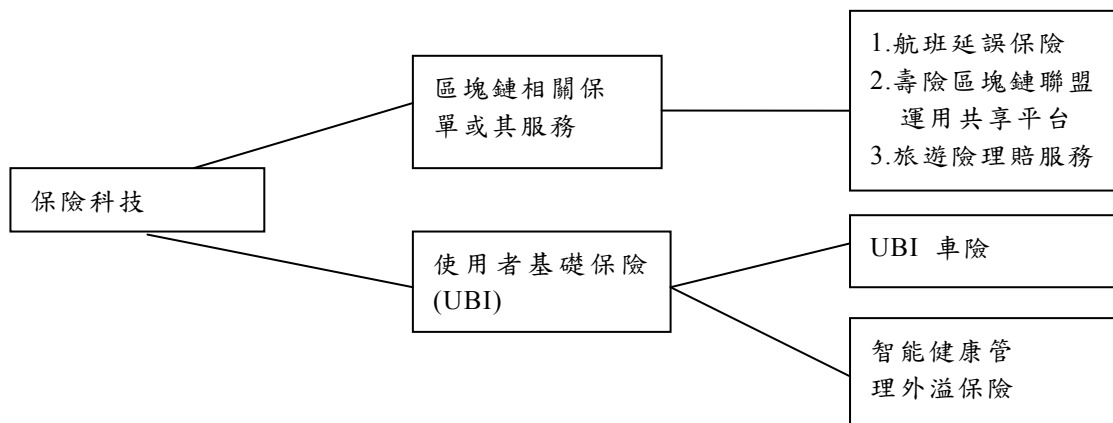 保險科技
區塊鏈相關保
單或其服務
1.航班延誤保險
2.壽險區塊鏈聯盟
運用共享平台
3.旅遊險理賠服務
使用者基礎保險
(UBI)
UBI 車險
智能健康管
理外溢保險